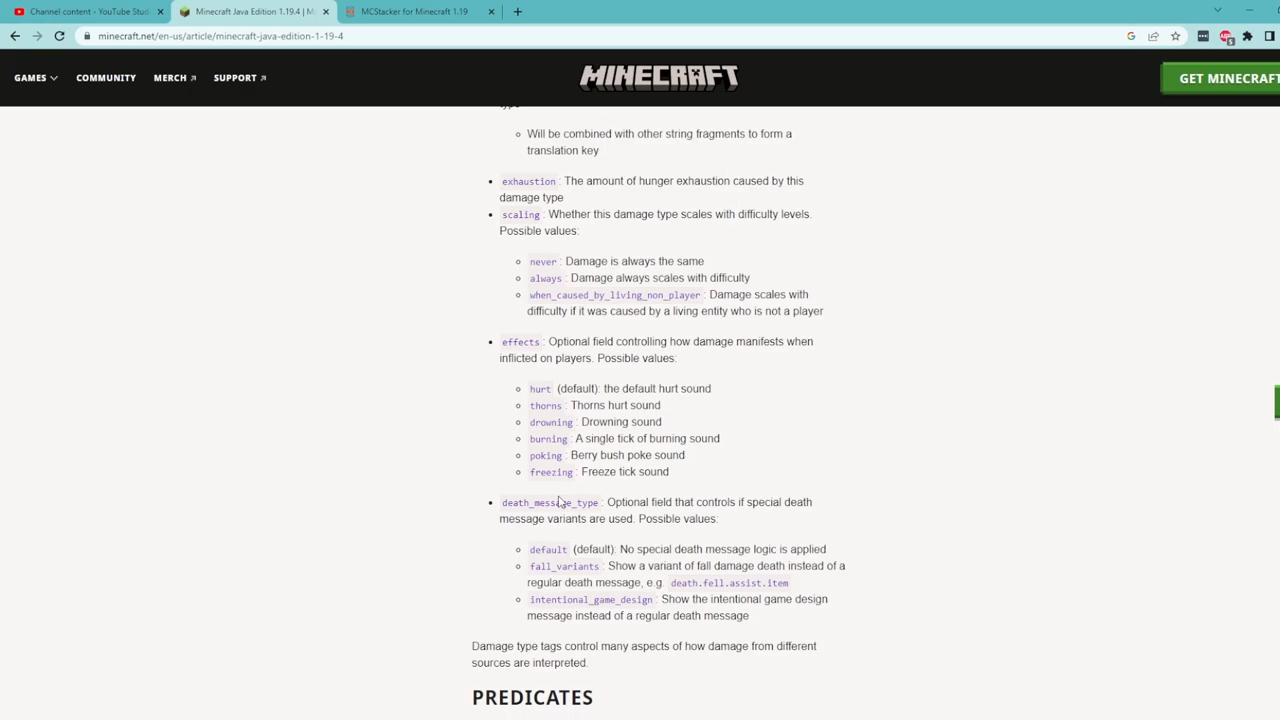 Channel content - YouTube Stud
Minecraft Java Edition 1.19.4 | M
MCStacker for Minecraft 1.19
minecraft.net/en-us/article/minecraft-java-edition-1-19-4
GAMES COMMUNITY MERCH SUPPORT MINECRAFT GET MINECRAFT
Will be combined with other string fragments to form a
translation key
exhaustion : The amount of hunger exhaustion caused by this
damage type
scaling : Whether this damage type scales with difficulty levels.
Possible values:
never : Damage is always the same
always : Damage always scales with difficulty
when_caused_by_living_non_player : Damage scales with
difficulty if it was caused by a living entity who is not a player
effects : Optional field controlling how damage manifests when
inflicted on players. Possible values:
hurt (default): the default hurt sound
thorns : Thorns hurt sound
drowning : Drowning sound
burning : A single tick of burning sound
poking : Berry bush poke sound
freezing : Freeze tick sound
death_message_type : Optional field that controls if special death
message variants are used. Possible values:
default (default): No special death message logic is applied
fall_variants : Show a variant of fall damage death instead of a
regular death message, e.g. death.fell.assist.item
intentional_game_design : Show the intentional game design
message instead of a regular death message
Damage type tags control many aspects of how damage from different
sources are interpreted.
PREDICATES